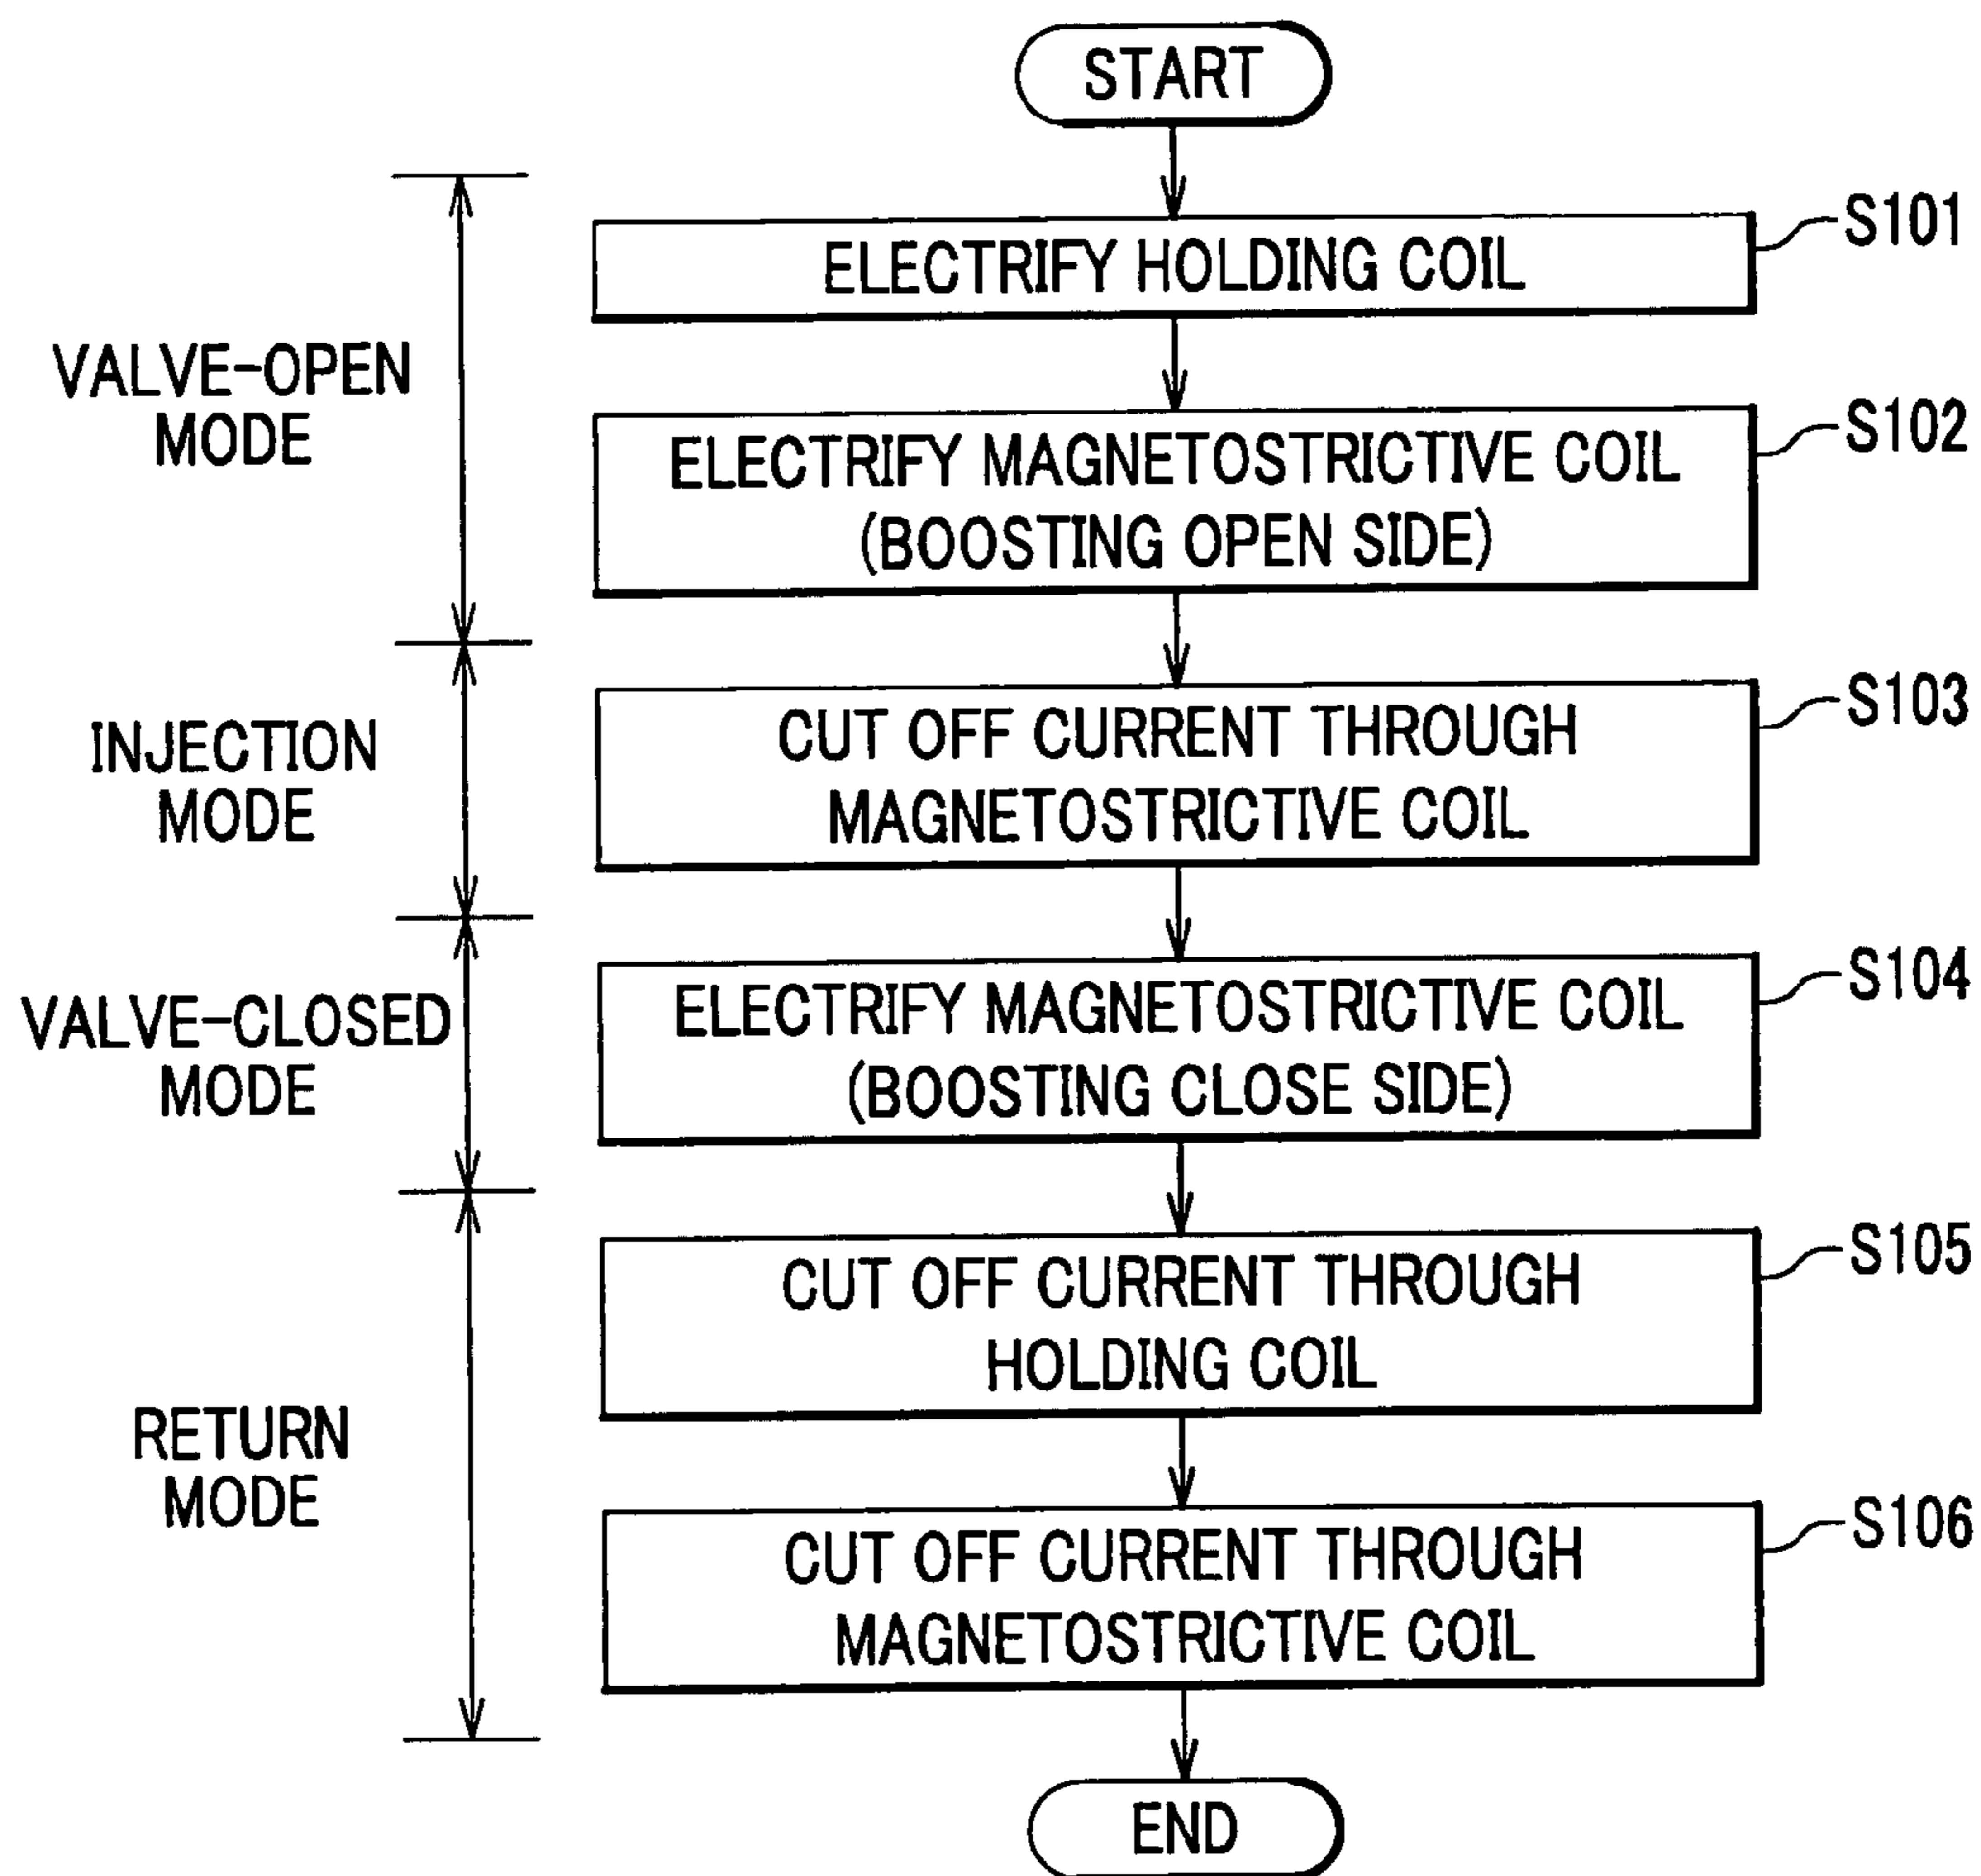 START
S101
ELECTRIFY HOLDING COIL
VALVE-OPEN
MODE
S102
ELECTRIFY MAGNETOSTRICTIVE COIL
(BOOSTING OPEN SIDE)
S103
INJECTION
MODE
CUT OFF CURRENT THROUGH
MAGNETOSTRICTIVE COIL
S104
VALVE-CLOSED
MODE
ELECTRIFY MAGNETOSTRICTIVE COIL
(BOOSTING CLOSE SIDE)
S105
CUT OFF CURRENT THROUGH
HOLDING COIL
RETURN
MODE
S106
CUT OFF CURRENT THROUGH
MAGNETOSTRICTIVE COIL
END